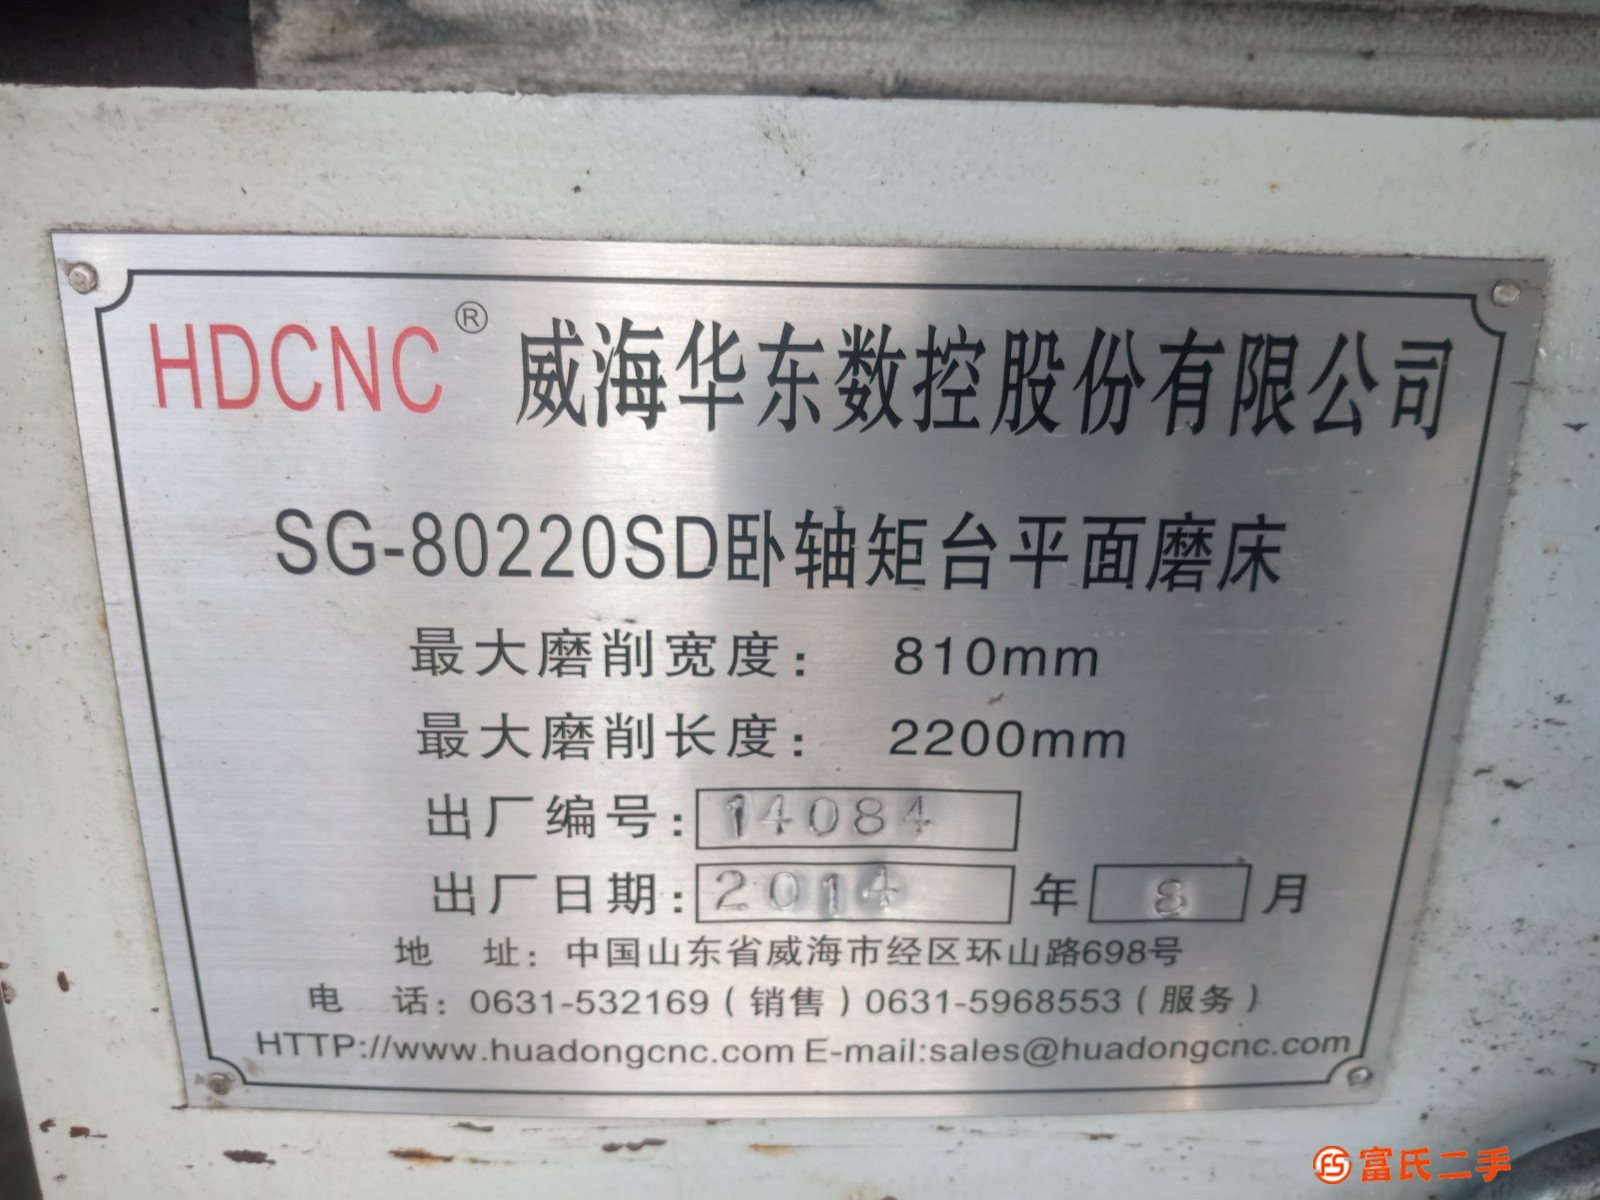 HDCNC® 威海华东数控股份有限公司
SG-80220SD卧轴矩台平面磨床
最大磨削宽度: 810mm
最大磨削长度: 2200mm
出厂编号: 14084
出厂日期: 2014 年 8 月
地 址: 中国山东省威海市经区环山路698号
电 话: 0631-532169 (销售) 0631-5968553 (服务)
HTTP://www.huadongcnc.com E-mail:sales@huadongcnc.com
富氏二手